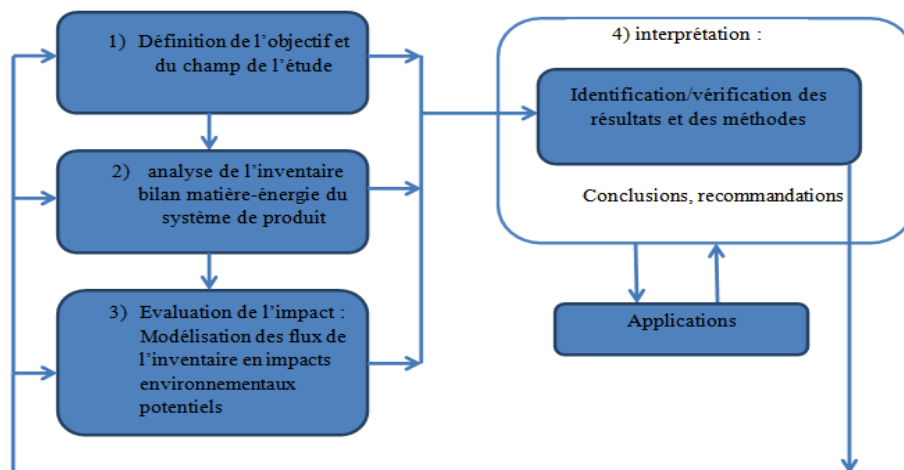 1) Définition de l'objectif et
du champ de l'étude
2) analyse de l'inventaire
bilan matière-énergie du
système de produit
3) Evaluation de l'impact :
Modélisation des flux de
l'inventaire en impacts
environnementaux
potentiels
4) interprétation :
Identification/vérification des
résultats et des méthodes
Conclusions, recommandations
Applications